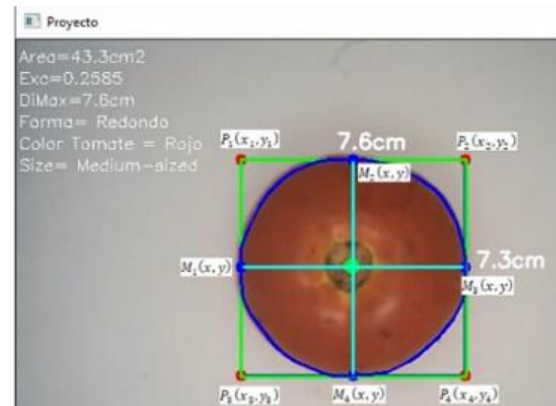 Proyecto
Area=43.3cm2
Exc=0.2585
DiMax=7.6cm
Forma= Redondo
Color Tomate = Rojo
Size= Medium-sized
P₁(x₁,y₁)
7.6cm
P₂(x₂,y₂)
M₂(x,y)
M₁(x,y)
7.3cm
M₃(x,y)
P₃(x₃,y₃)
M₄(x,y)
P₄(x₄,y₄)